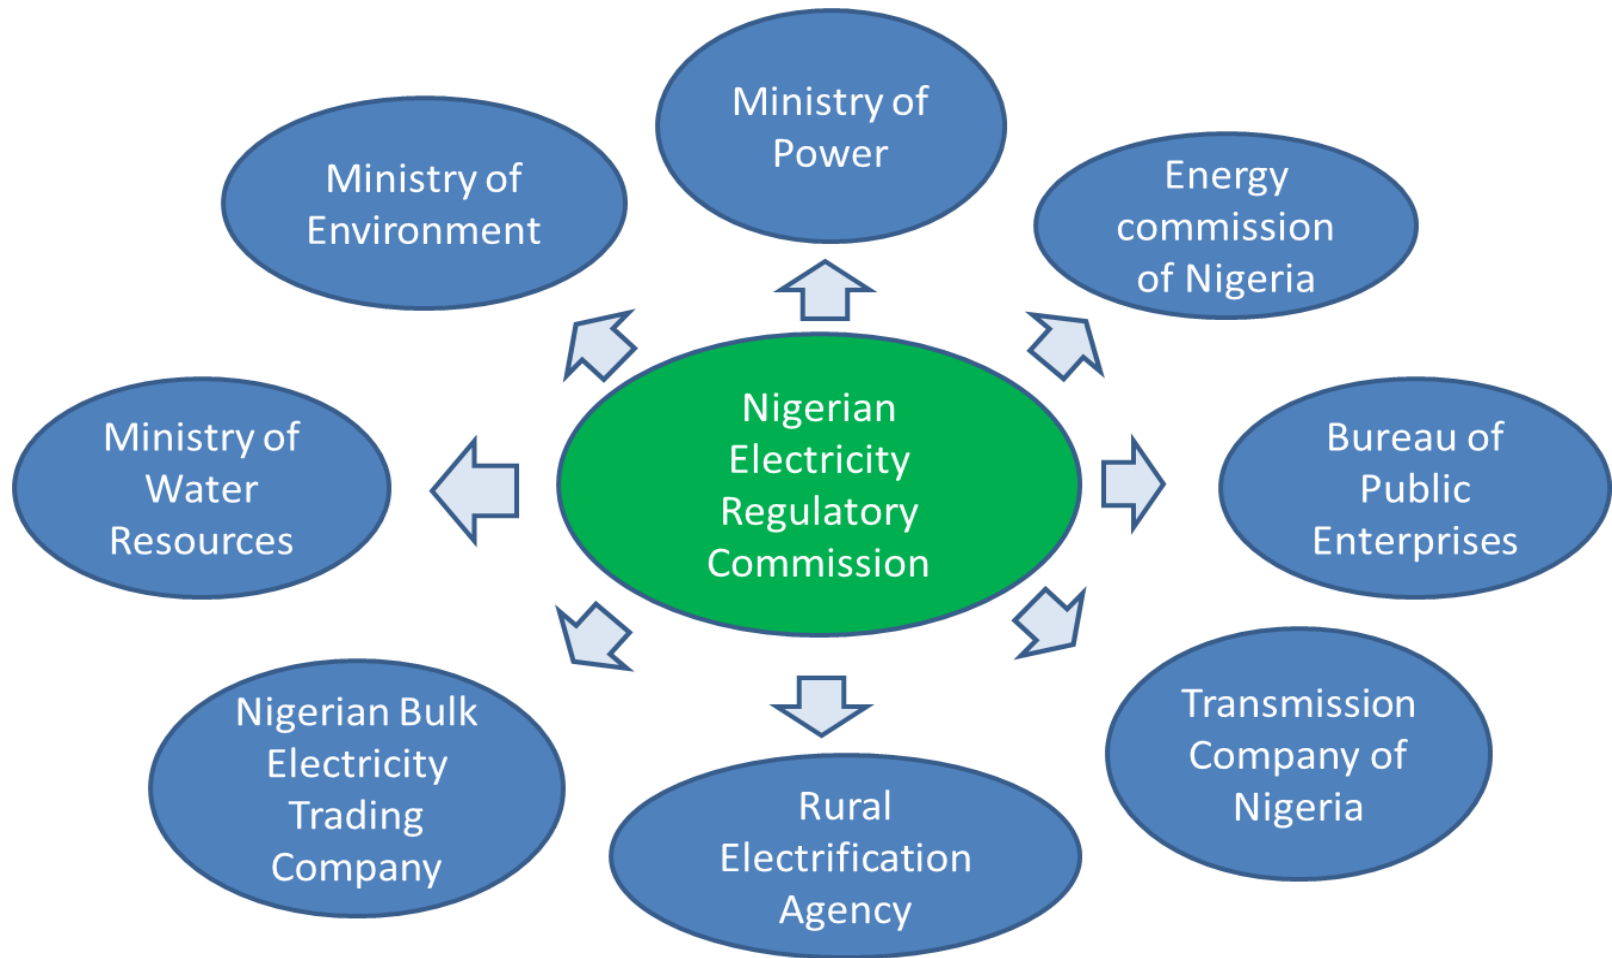 Ministry of
Power
Ministry of
Environment
Energy
commission
of Nigeria
Nigerian
Electricity
Regulatory
Commission
Ministry of
Water
Resources
Bureau of
Public
Enterprises
Nigerian Bulk
Electricity
Trading
Company
Transmission
Company of
Nigeria
Rural
Electrification
Agency